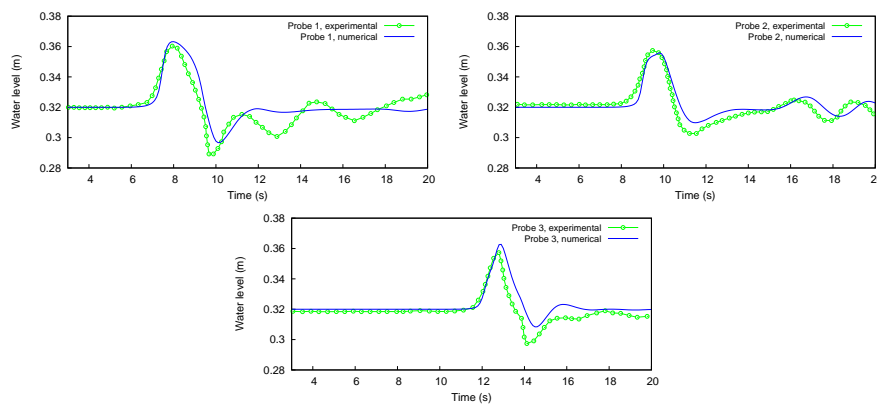 0.38
0.36
0.34
0.32
0.3
0.28
Water level (m)
4 6 8 10 12 14 16 18 20
Time (s)
Probe 1, experimental
Probe 1, numerical
0.38
0.36
0.34
0.32
0.3
0.28
Water level (m)
4 6 8 10 12 14 16 18 2
Time (s)
Probe 2, experimental
Probe 2, numerical
0.38
0.36
0.34
0.32
0.3
0.28
Water level (m)
4 6 8 10 12 14 16 18 20
Time (s)
Probe 3, experimental
Probe 3, numerical